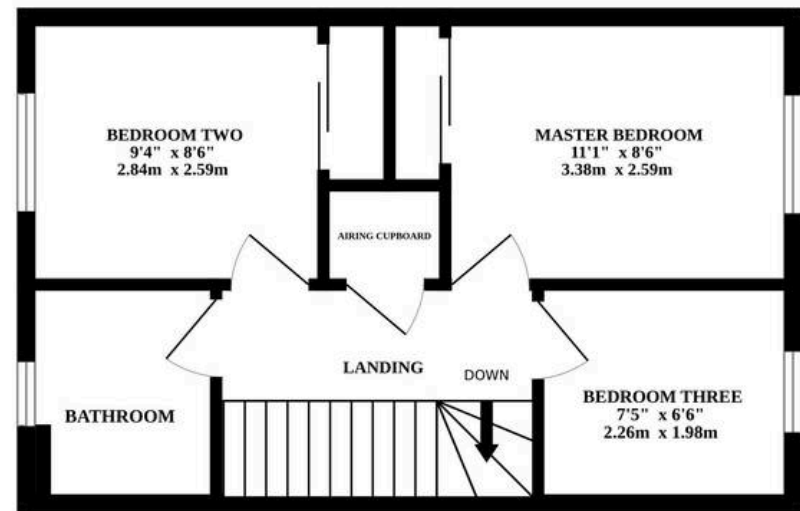 BEDROOM TWO
9'4" x 8'6"
2.84m x 2.59m
MASTER BEDROOM
11'1" x 8'6"
3.38m x 2.59m
AIRING CUPBOARD
LANDING
DOWN
BATHROOM
BEDROOM THREE
7'5" x 6'6"
2.26m x 1.98m